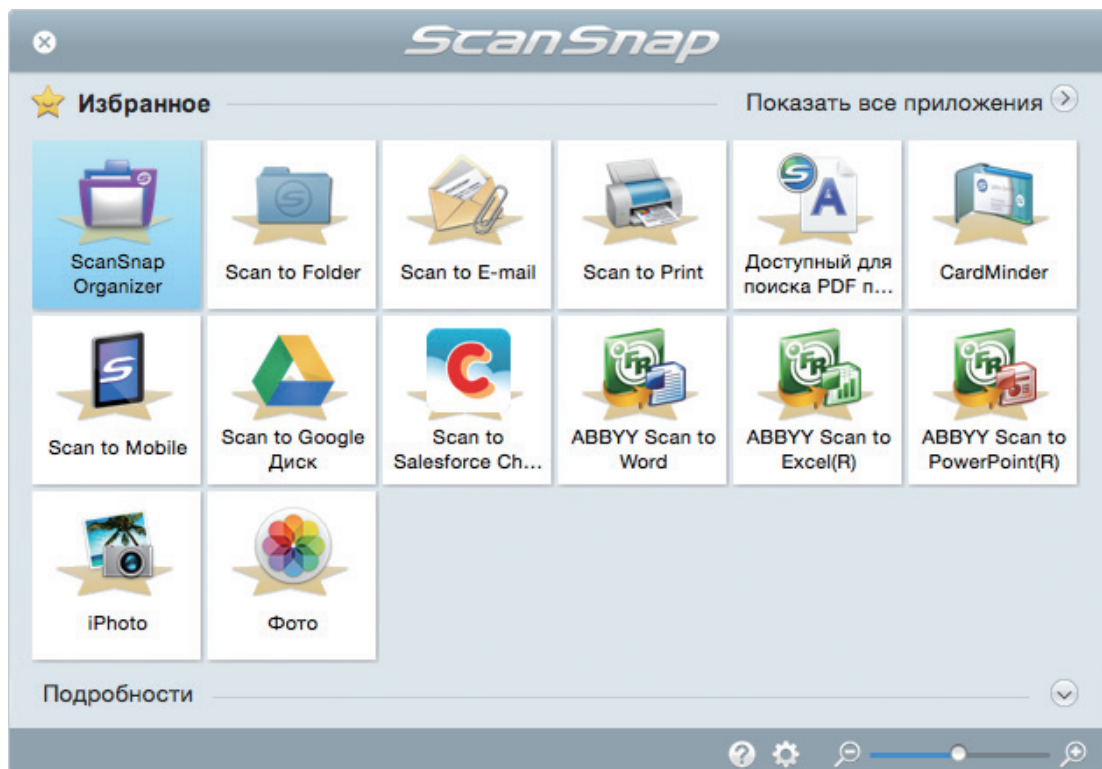 ScanSnap
Избранное
Показать все приложения
ScanSnap
Organizer
Scan to Folder
Scan to E-mail
Scan to Print
Доступный для
поиска PDF п...
CardMinder
Scan to Mobile
Scan to Google
Диск
Scan to
Salesforce Ch...
ABBYY Scan to
Word
ABBYY Scan to
Excel(R)
ABBYY Scan to
PowerPoint(R)
iPhoto
Фото
Подробности